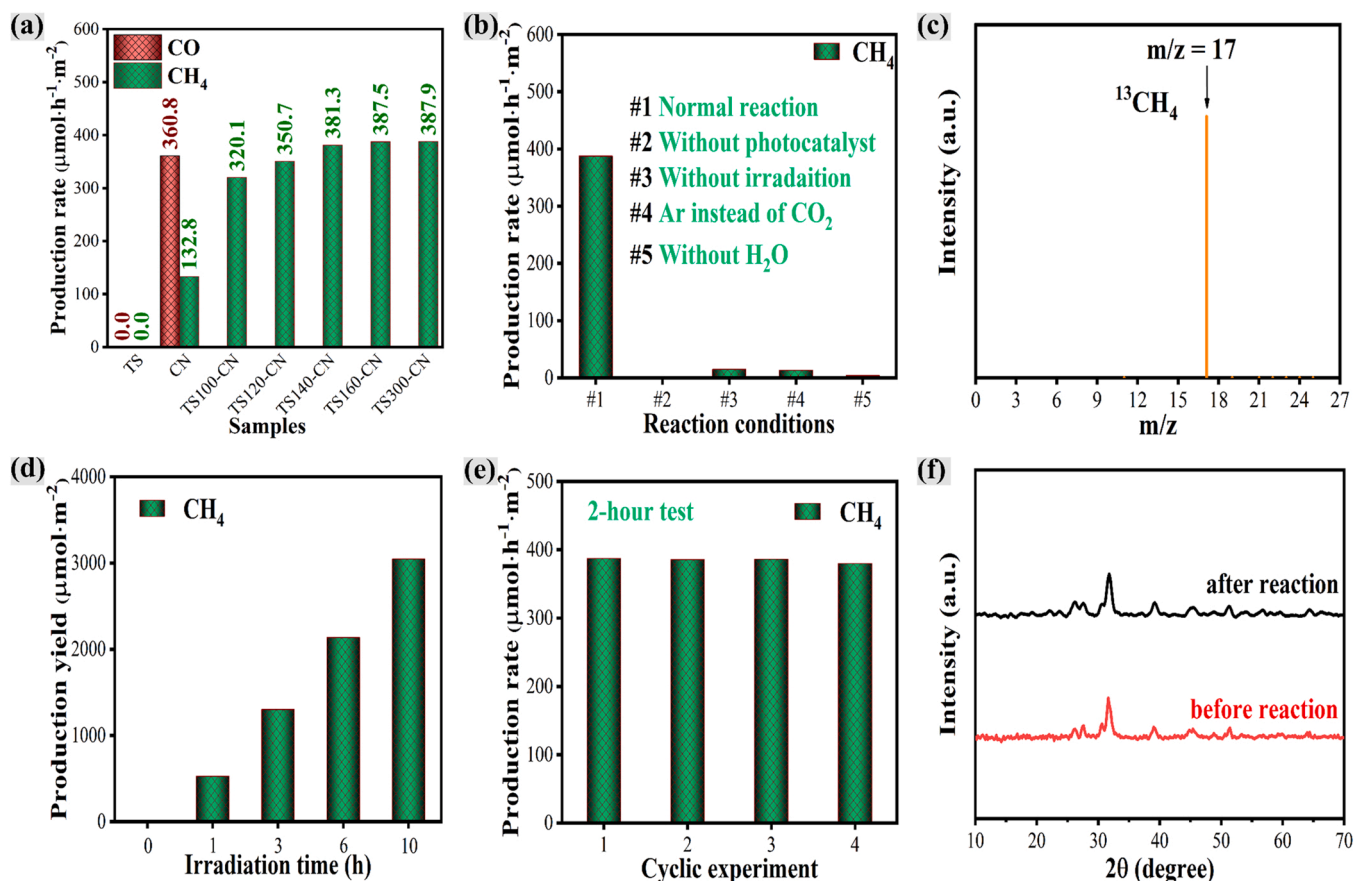 (a)
Production rate (μmol·h⁻¹·m⁻²)
600
500
400
300
200
100
0
CO
CH₄
0.0
0.0
360.8
132.8
320.1
350.7
381.3
387.5
387.9
TS
CN
TS100-CN
TS120-CN
TS140-CN
TS160-CN
TS300-CN
Samples
(b)
Production rate (μmol·h⁻¹·m⁻²)
600
500
400
300
200
100
0
CH₄
#1 Normal reaction
#2 Without photocatalyst
#3 Without irradaition
#4 Ar instead of CO₂
#5 Without H₂O
#1 #2 #3 #4 #5
Reaction conditions
(c)
Intensity (a.u.)
m/z = 17
¹³CH₄
0 3 6 9 12 15 18 21 24 27
m/z
(d)
Production yield (μmol·m⁻²)
4000
3000
2000
1000
0
CH₄
0 1 3 6 10
Irradiation time (h)
(e)
Production rate (μmol·h⁻¹·m⁻²)
500
400
300
200
100
0
2-hour test
CH₄
1 2 3 4
Cyclic experiment
(f)
Intensity (a.u.)
after reaction
before reaction
10 20 30 40 50 60 70
2θ (degree)